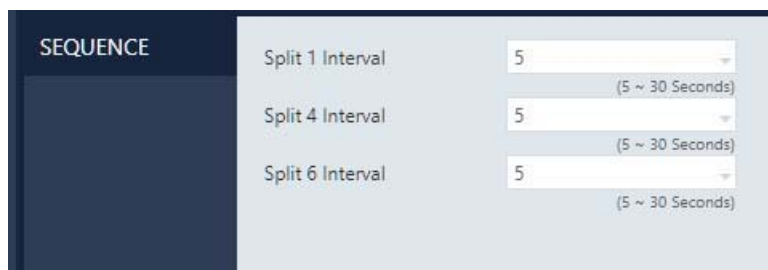 SEQUENCE
Split 1 Interval 5
(5 ~ 30 Seconds)
Split 4 Interval 5
(5 ~ 30 Seconds)
Split 6 Interval 5
(5 ~ 30 Seconds)